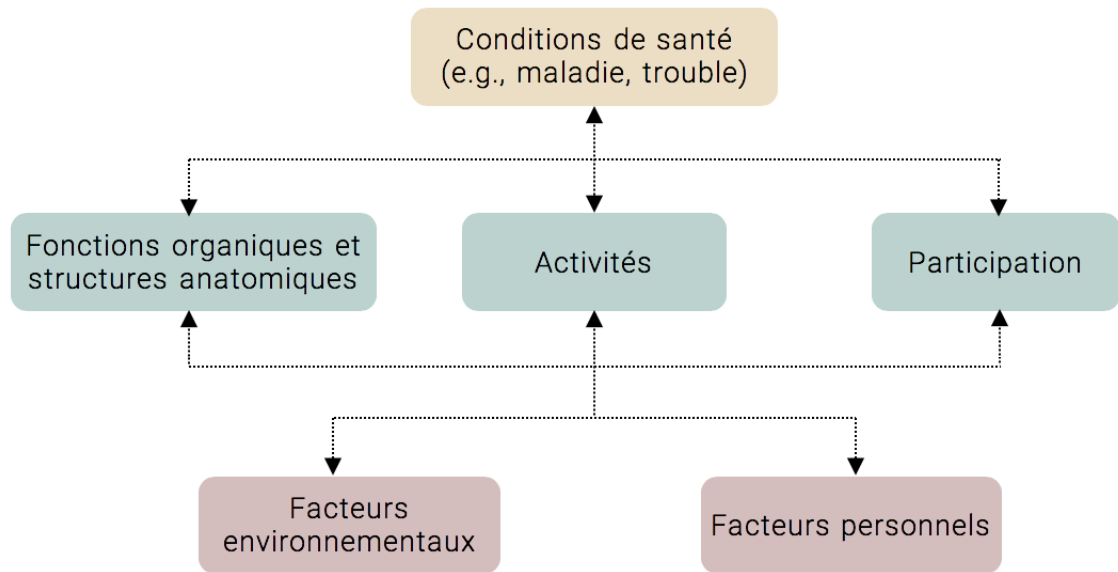 Conditions de santé
(e.g., maladie, trouble)
Fonctions organiques et
structures anatomiques
Activités
Participation
Facteurs
environnementaux
Facteurs personnels